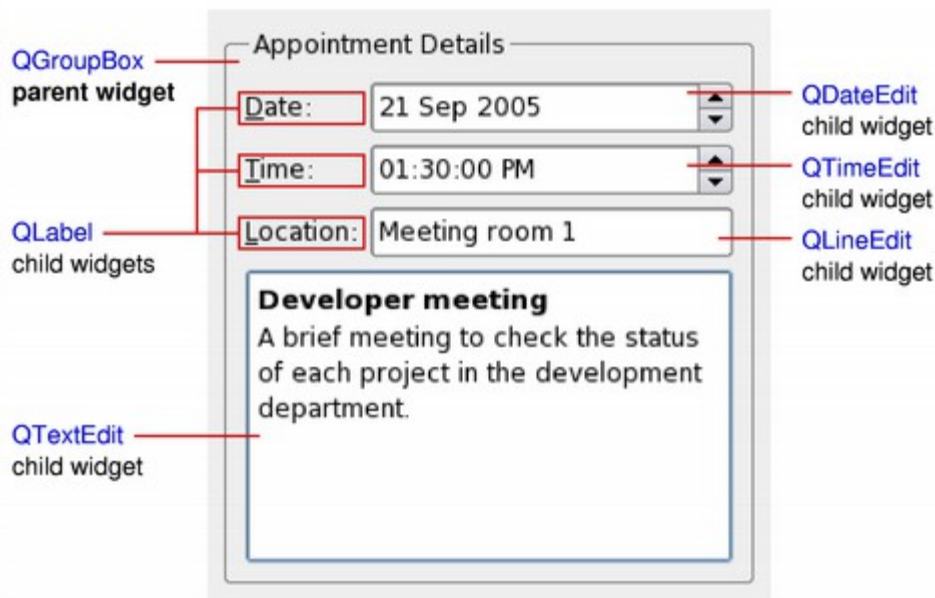 Appointment Details
QGroupBox
parent widget
Date:
21 Sep 2005
QDateEdit
child widget
Time:
01:30:00 PM
QTimeEdit
child widget
QLabel
child widgets
Location:
Meeting room 1
QLineEdit
child widget
Developer meeting
A brief meeting to check the status
of each project in the development
department.
QTextEdit
child widget